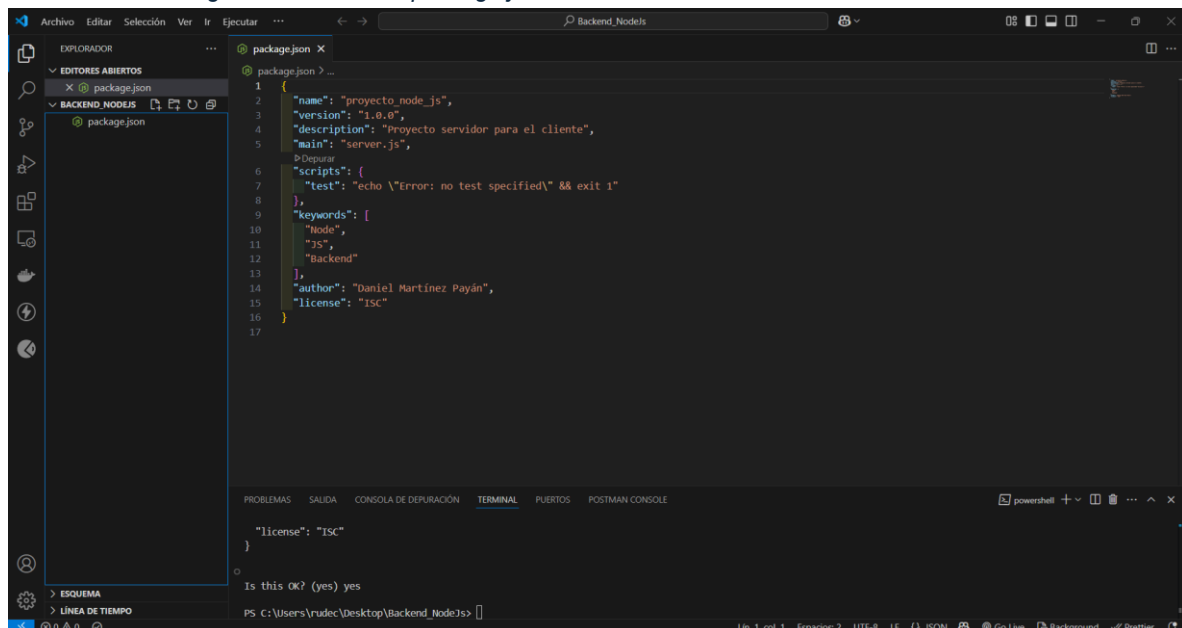 Archivo Editar Selección Ver Ir Ejecutar ··· Backend_NodeJs
EXPLORADOR ···
EDITORES ABIERTOS
package.json
BACKEND_NODEJS
package.json
package.json
package.json > ...
1 {
2 "name": "proyecto_node_js",
3 "version": "1.0.0",
4 "description": "Proyecto servidor para el cliente",
5 "main": "server.js",
Depurar
6 "scripts": {
7 "test": "echo \"Error: no test specified\" && exit 1"
8 },
9 "keywords": [
10 "Node",
11 "JS",
12 "Backend"
13 ],
14 "author": "Daniel Martínez Payán",
15 "license": "ISC"
16 }
17
PROBLEMAS SALIDA CONSOLA DE DEPURACIÓN TERMINAL PUERTOS POSTMAN CONSOLE powershell
"license": "ISC"
}
Is this OK? (yes) yes
PS C:\Users\rudec\Desktop\Backend_NodeJs>
ESQUEMA
LÍNEA DE TIEMPO
Lín. 1, col. 1 Espacios: 2 UTF-8 LF {} JSON Go Live Background Prettier